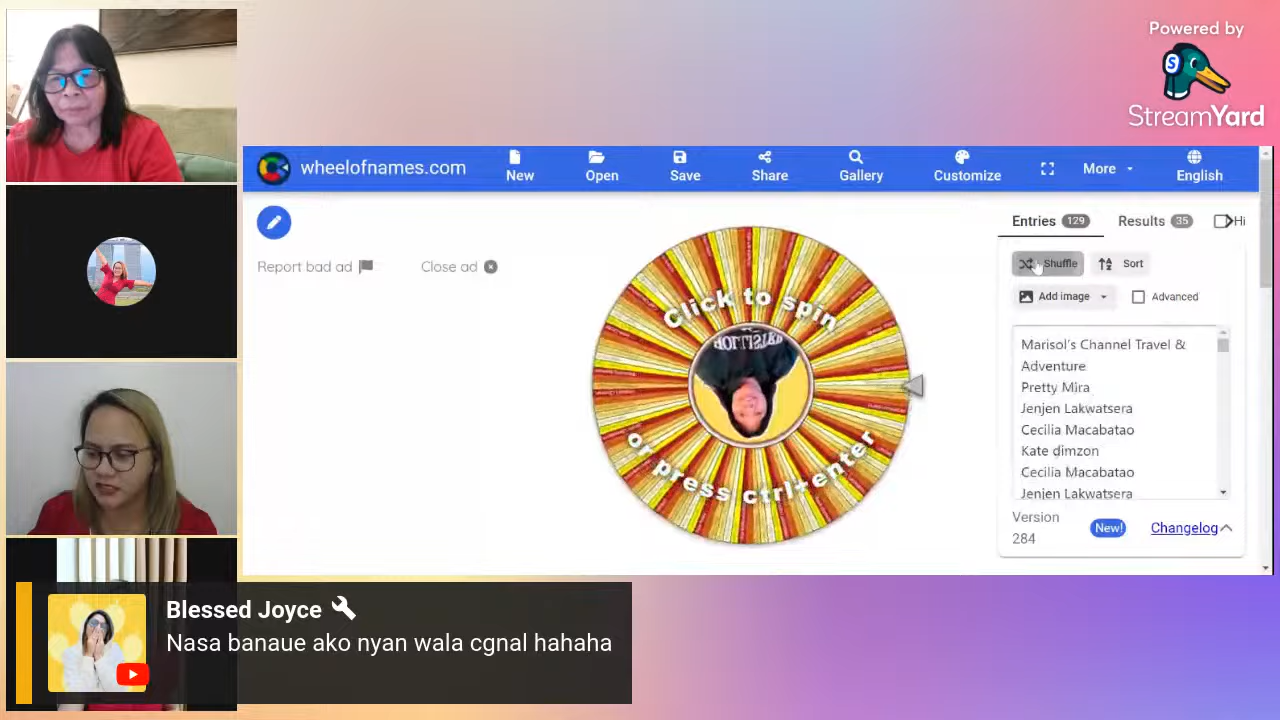 Powered by
StreamYard
wheelofnames.com
New
Open
Save
Share
Gallery
Customize
More
English
Report bad ad
Close ad
Click to spin
or press ctrl+enter
Entries 129
Results 35
Hi
Shuffle
Sort
Add image
Advanced
Marisol's Channel Travel &
Adventure
Pretty Mira
Jenjen Lakwatsera
Cecilia Macabatao
Kate dimzon
Cecilia Macabatao
Jenjen Lakwatsera
Version
284
New!
Changelog
Blessed Joyce
Nasa banaue ako nyan wala cgnal hahaha